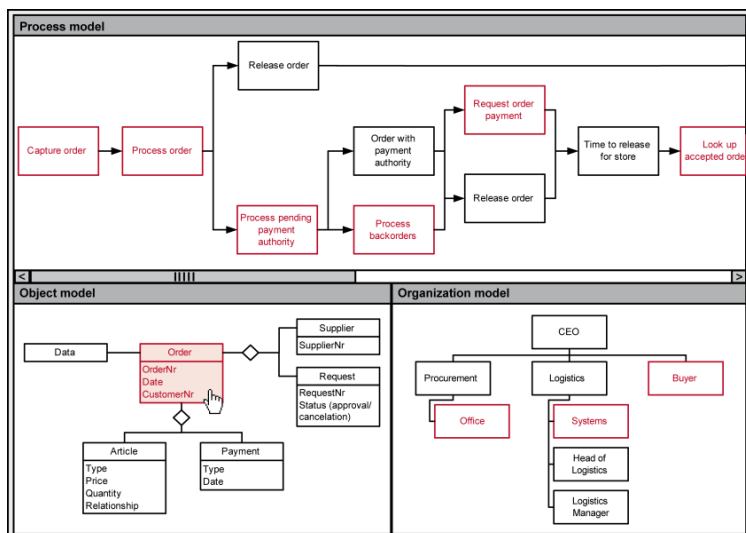 Process model
Release order
Capture order
Process order
Order with
payment
authority
Request order
payment
Time to release
for store
Look up
accepted order
Process pending
payment
authority
Process
backorders
Release order
<
>
Object model
Data
Order
OrderNr
Date
CustomerNr
Supplier
SupplierNr
Request
RequestNr
Status (approval/
cancelation)
Article
Type
Price
Quantity
Relationship
Payment
Type
Date
Organization model
CEO
Procurement
Logistics
Buyer
Office
Systems
Head of
Logistics
Logistics
Manager